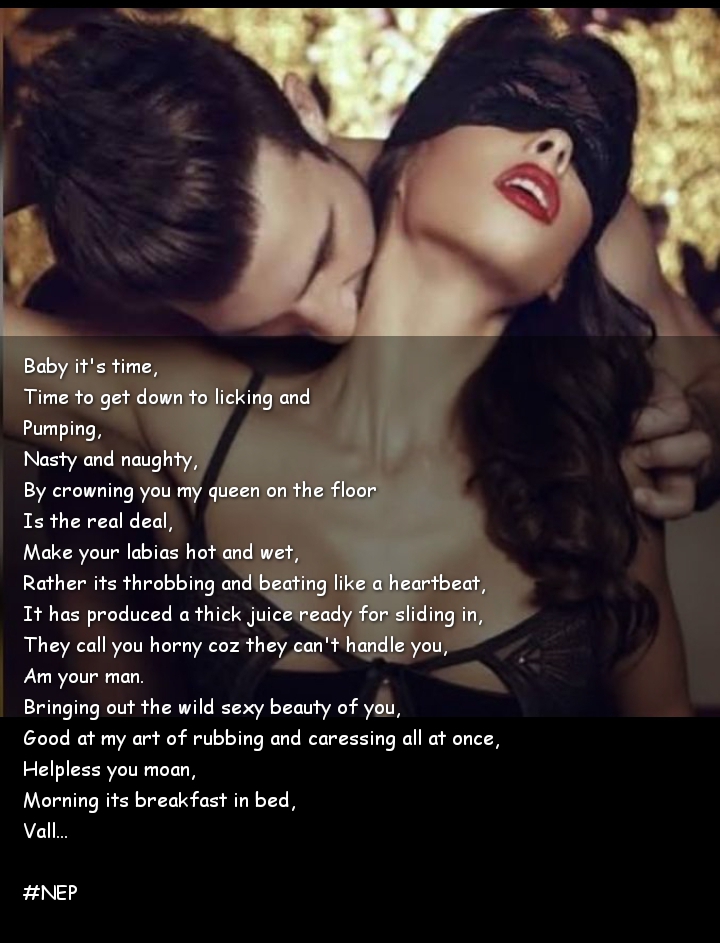 Baby it's time,
Time to get down to licking and
Pumping,
Nasty and naughty,
By crowning you my queen on the floor
Is the real deal,
Make your labias hot and wet,
Rather its throbbing and beating like a heartbeat,
It has produced a thick juice ready for sliding in,
They call you horny coz they can't handle you,
Am your man.
Bringing out the wild sexy beauty of you,
Good at my art of rubbing and caressing all at once,
Helpless you moan,
Morning its breakfast in bed,
Vall...
#NEP